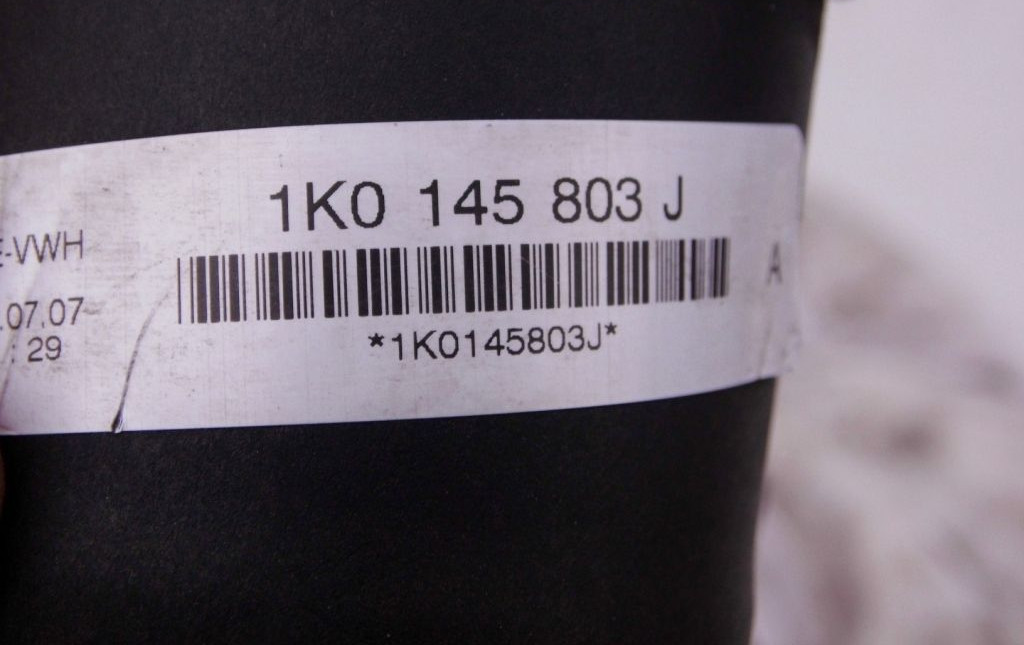 1K0 145 803 J
-VWH
A
.07.07
: 29
*1K0145803J*